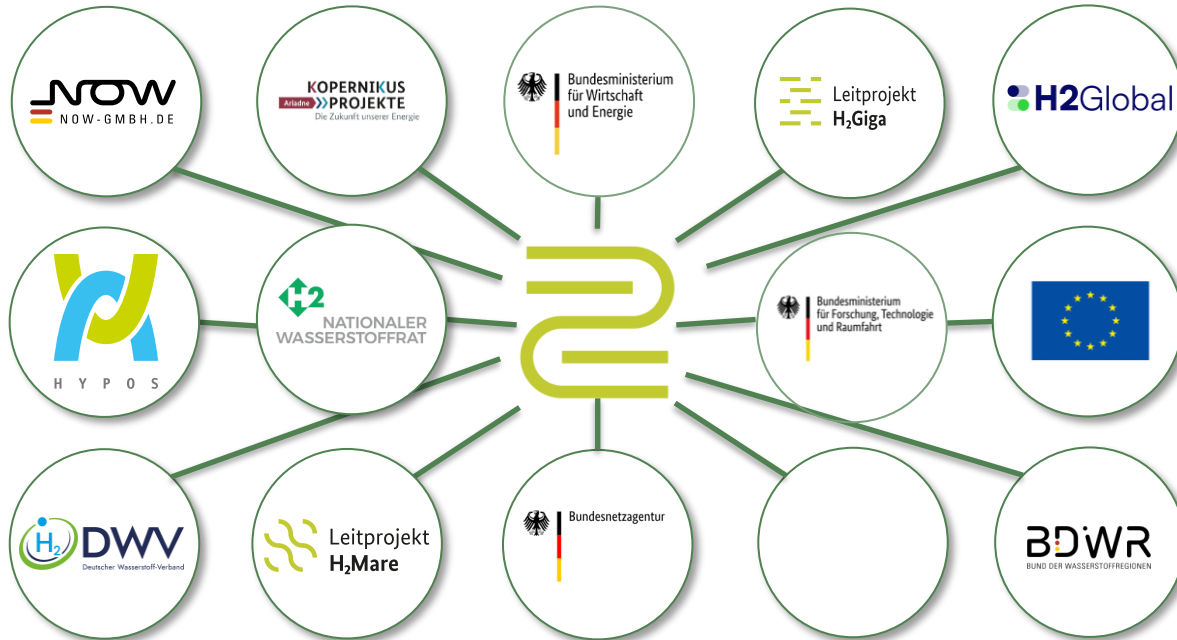 NOW
NOW-GMBH.DE
KOPERNIKUS
Ariadne PROJEKTE
Die Zukunft unserer Energie
Bundesministerium
für Wirtschaft
und Energie
Leitprojekt
H₂Giga
H2Global
HYPOS
H2
NATIONALER
WASSERSTOFFRAT
Bundesministerium
für Forschung, Technologie
und Raumfahrt
H₂ DWV
Deutscher Wasserstoff-Verband
Leitprojekt
H₂Mare
Bundesnetzagentur
BDWR
BUND DER WASSERSTOFFREGIONEN